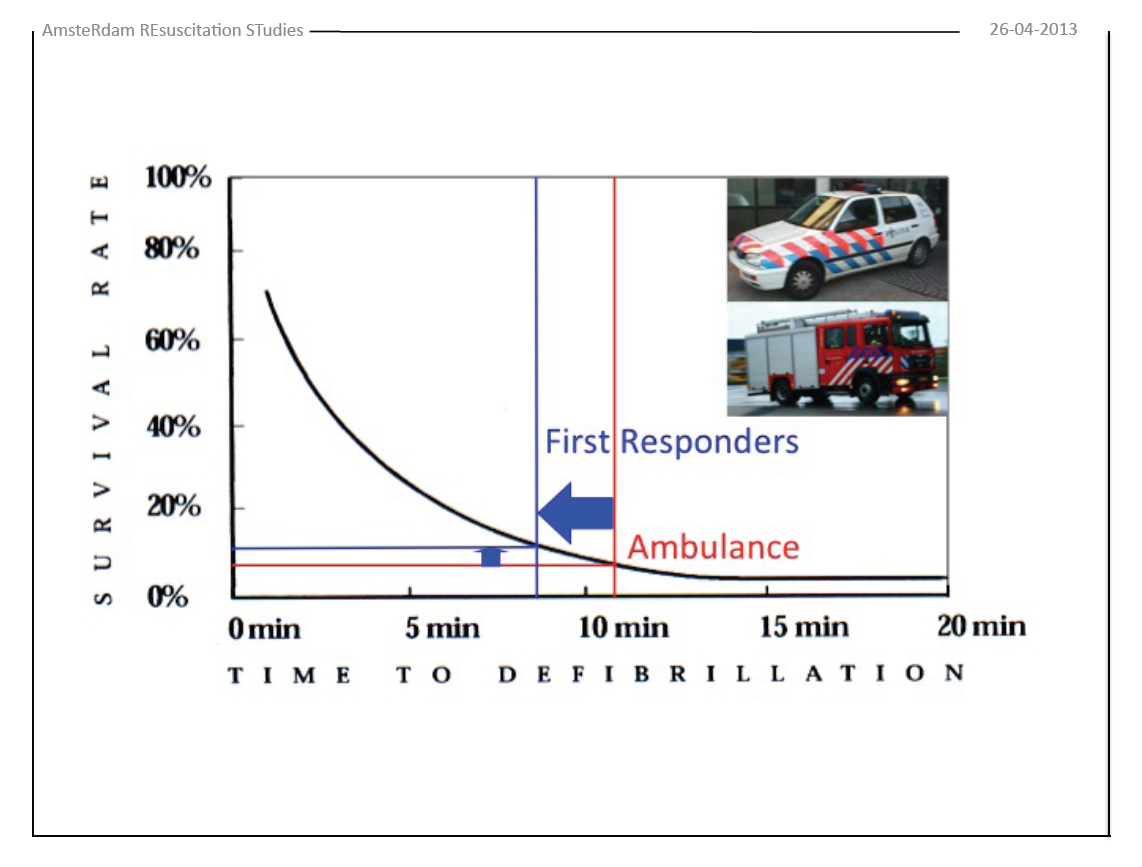 AmsteRdam REsuscitation STudies
26-04-2013
SURVIVAL RATE
100%
80%
60%
40%
20%
0%
First Responders
Ambulance
0 min 5 min 10 min 15 min 20 min
TIME TO DEFIBRILLATION